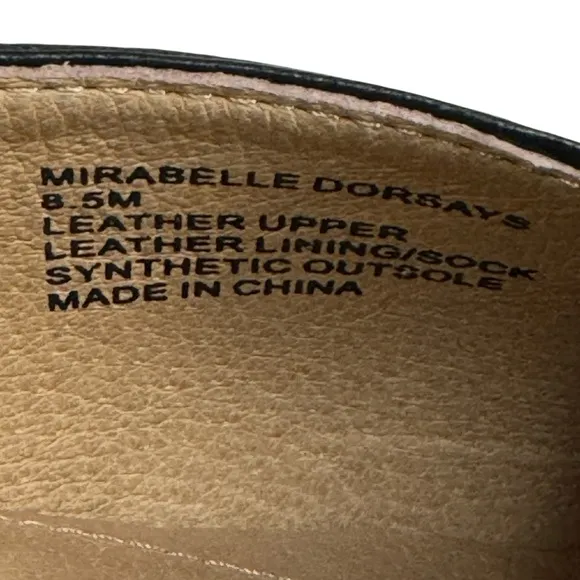 MIRABELLE DORSAYS
8.5M
LEATHER UPPER
LEATHER LINING/SOCK
SYNTHETIC OUTSOLE
MADE IN CHINA